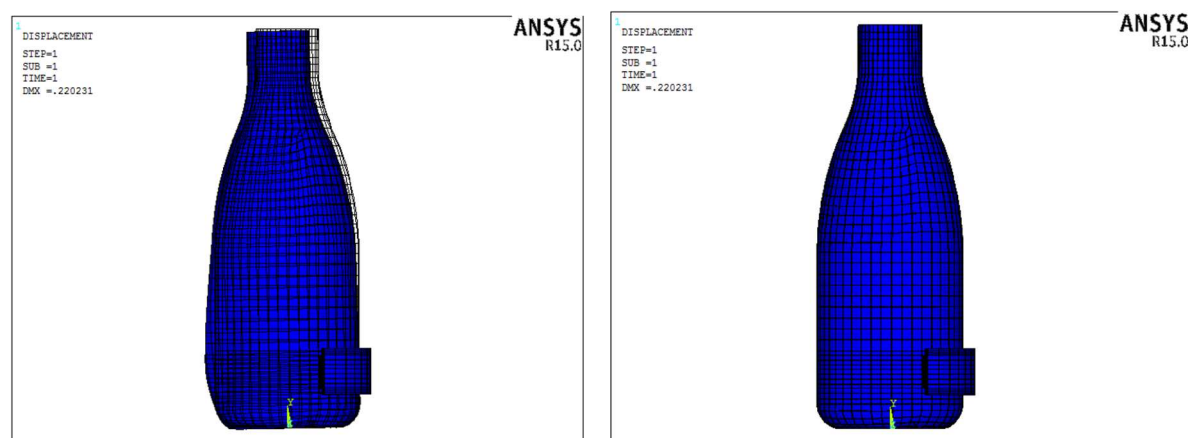 1
DISPLACEMENT
STEP=1
SUB =1
TIME=1
DMX =.220231
ANSYS
R15.0
Y
1
DISPLACEMENT
STEP=1
SUB =1
TIME=1
DMX =.220231
ANSYS
R15.0
Y